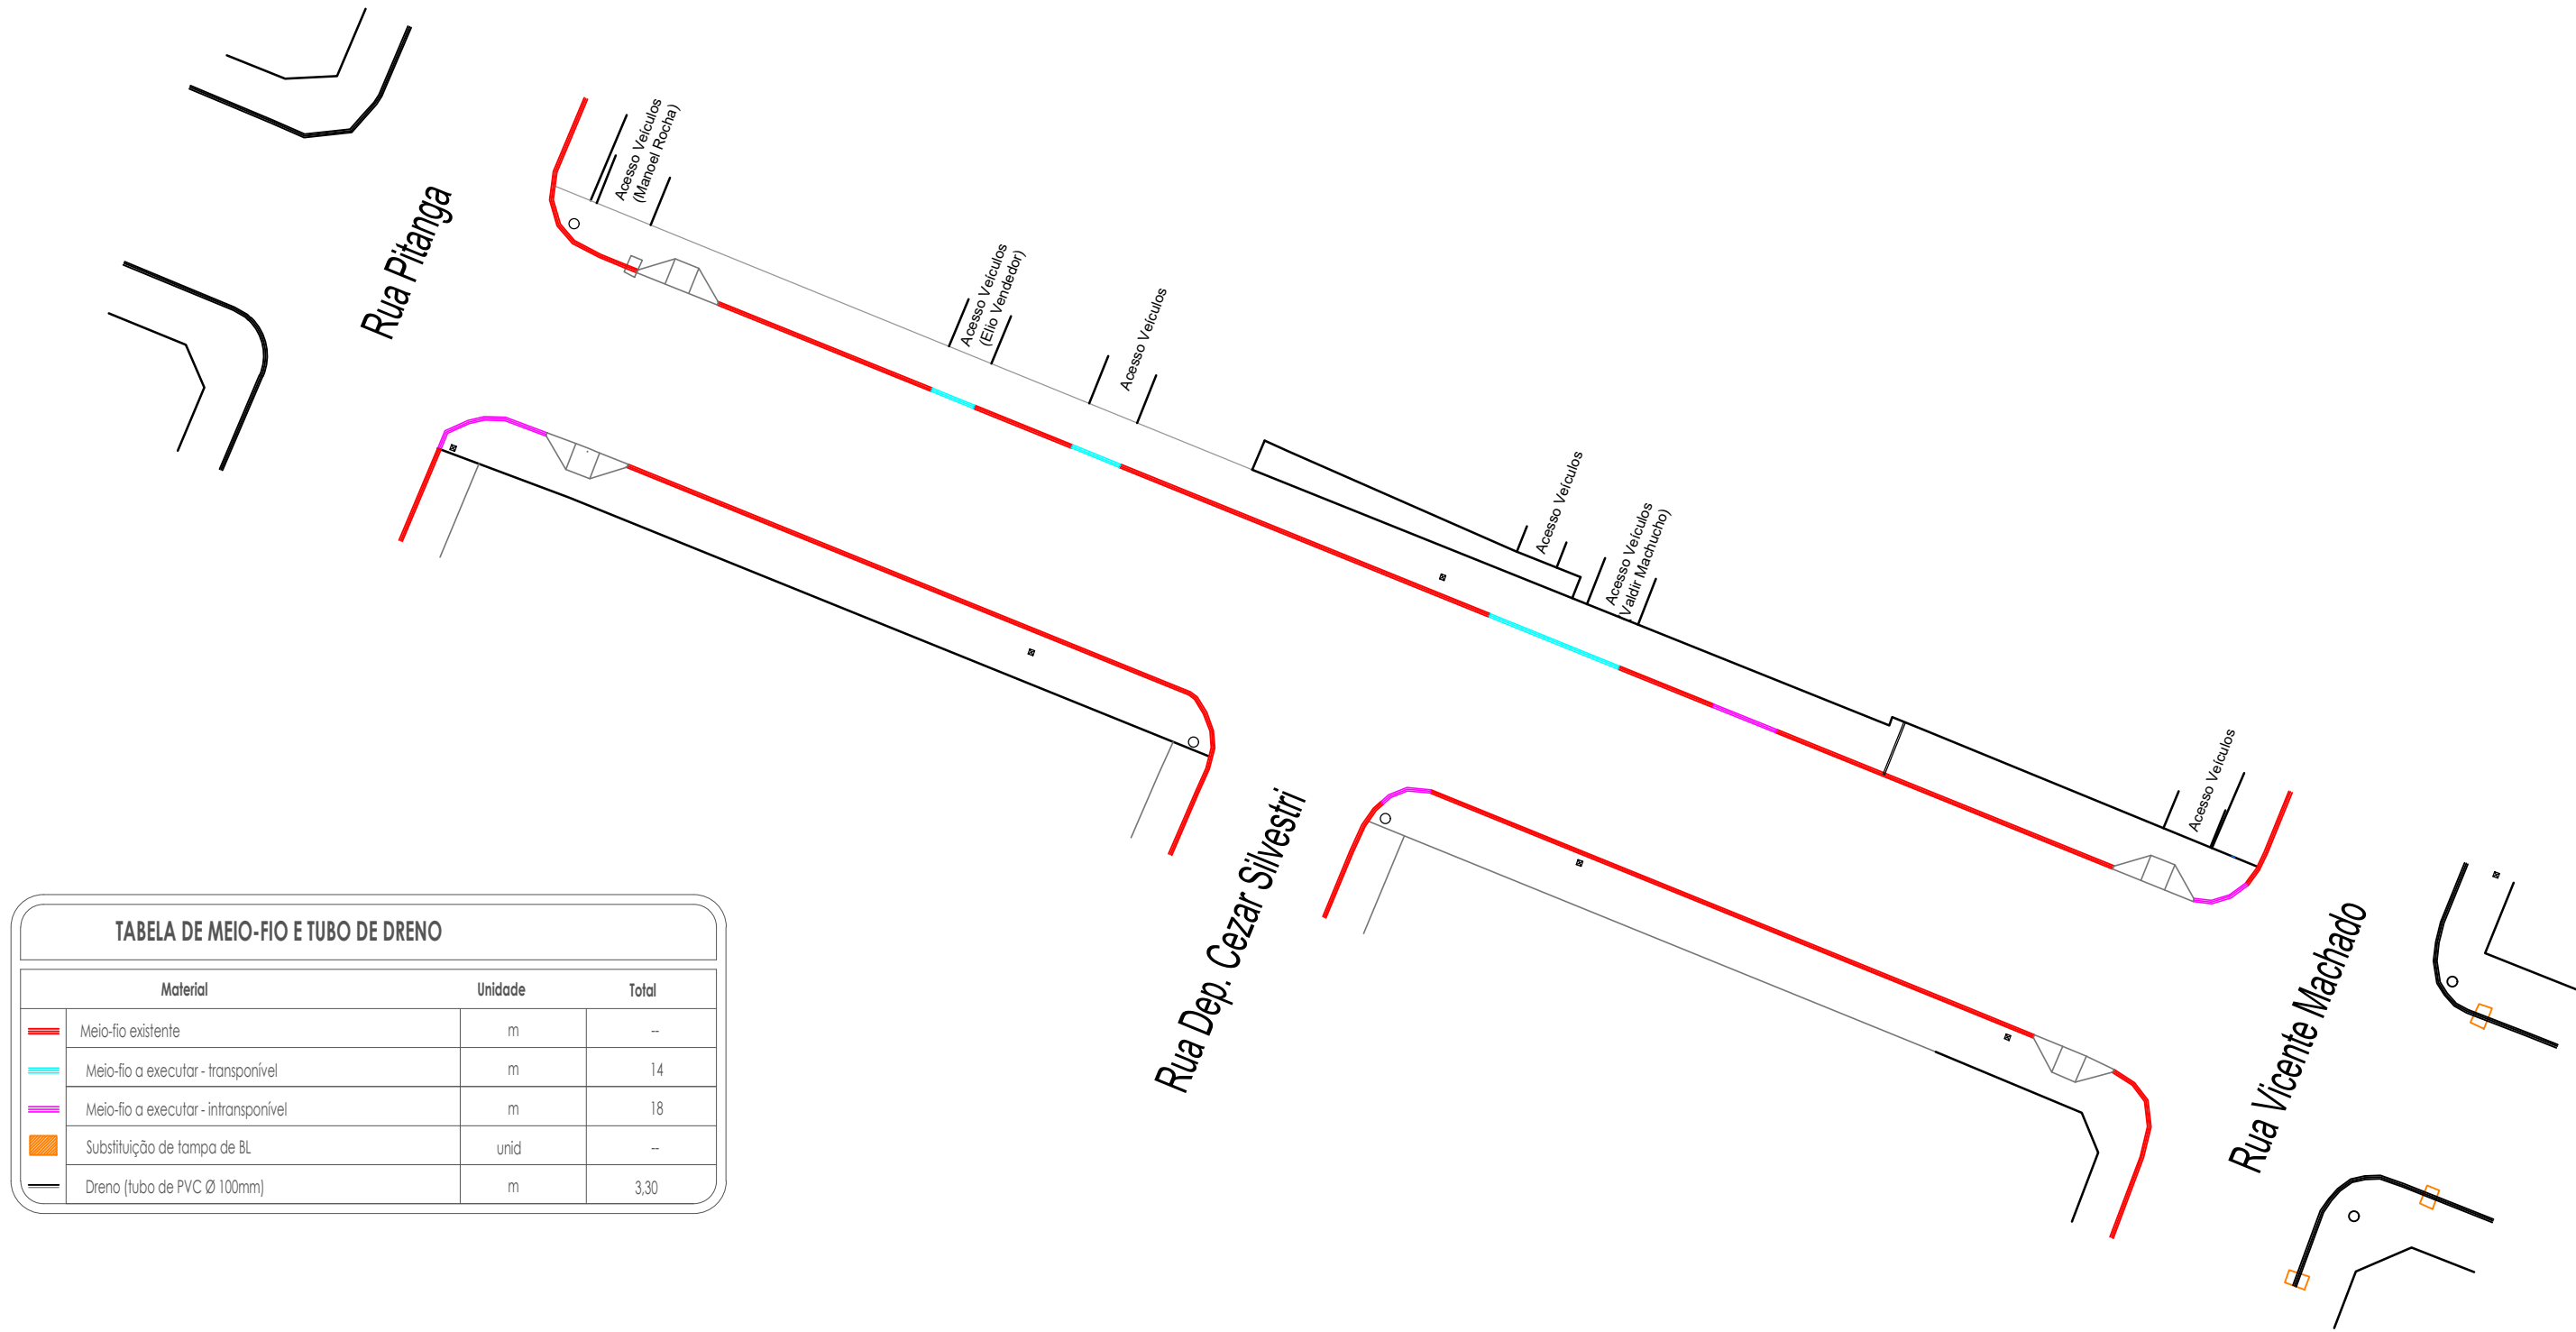 Rua Pitanga
Acesso Veículos
(Manoel Rocha)
Acesso Veículos
(Elio Vendedor)
Acesso Veículos
Acesso Veículos
Acesso Veículos
(Valdir Machucho)
Acesso Veículos
Rua Dep. Cezar Silvestri
Rua Vicente Machado
TABELA DE MEIO-FIO E TUBO DE DRENO
Material Unidade Total
Meio-fio existente m --
Meio-fio a executar - transponível m 14
Meio-fio a executar - intransponível m 18
Substituição de tampa de BL unid --
Dreno (tubo de PVC Ø 100mm) m 3,30